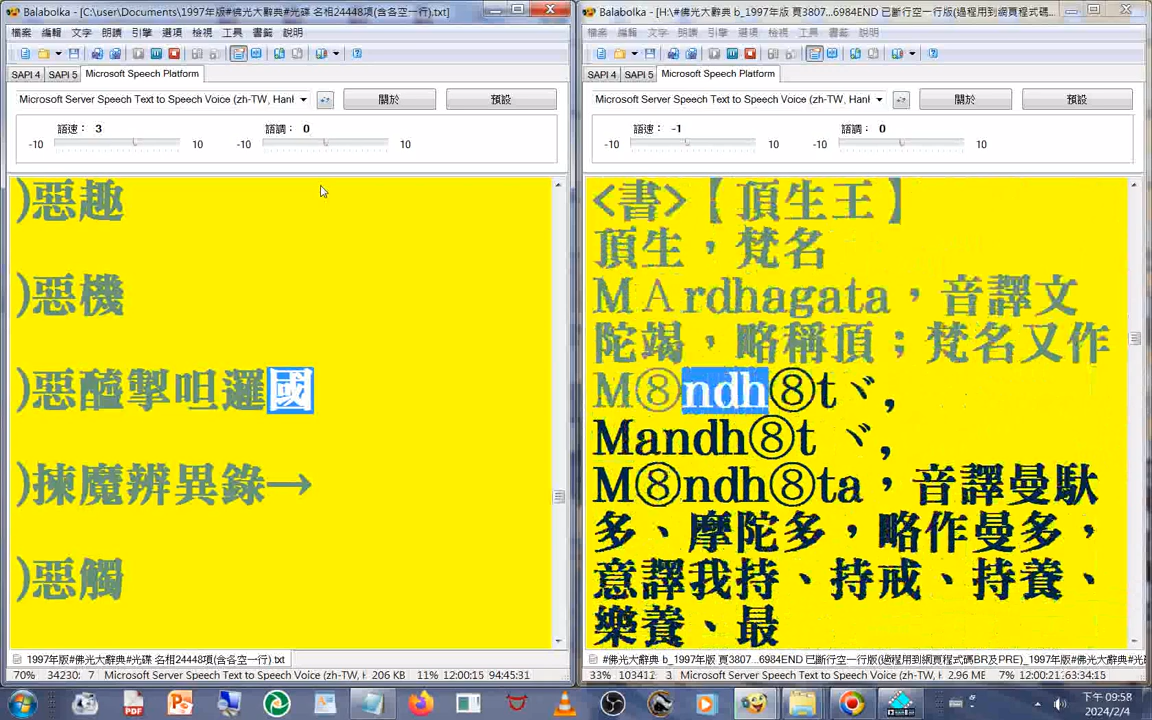 Balabolka - [C:\user\Documents\1997年版#佛光大辭典#光碟 名相24448項(含各空一行).txt]
檔案 編輯 文字 朗讀 引擎 選項 檢視 工具 書籤 說明
SAPI 4 SAPI 5 Microsoft Speech Platform
Microsoft Server Speech Text to Speech Voice (zh-TW, Hanl
關於
預設
語速： 3
語調： 0
-10 10 -10 10
)惡趣
)惡機
)惡醯掣呾邏國
)揀魔辨異錄→
)惡觸
1997年版#佛光大辭典#光碟 名相24448項(含各空一行).txt
70% 34230: 7 Microsoft Server Speech Text to Speech Voice (zh-TW, H 206 KB 11% 12:00:15 94:45:31
Balabolka - [H:\#佛光大辭典 b_1997年版 頁3807...6984END 已斷行空一行版(過程用到網頁程式碼
檔案 編輯 文字 朗讀 引擎 選項 檢視 工具 書籤 說明
SAPI 4 SAPI 5 Microsoft Speech Platform
Microsoft Server Speech Text to Speech Voice (zh-TW, Hanl
關於
預設
語速： -1
語調： 0
-10 10 -10 10
<書>【頂生王】
頂生，梵名
MＡrdhagata，音譯文
陀竭，略稱頂；梵名又作
M⑧ndh⑧tヾ,
Mandh⑧t ヾ,
M⑧ndh⑧ta，音譯曼馱
多、摩陀多，略作曼多，
意譯我持、持戒、持養、
樂養、最
#佛光大辭典 b_1997年版 頁3807...6984END 已斷行空一行版(過程用到網頁程式碼BR及PRE)_1997年版#光
33% 103412 3 Microsoft Server Speech Text to Speech Voice (zh-TW, H 2.96 MB 7% 12:00:21 63:34:15
下午 09:58
2024/2/4